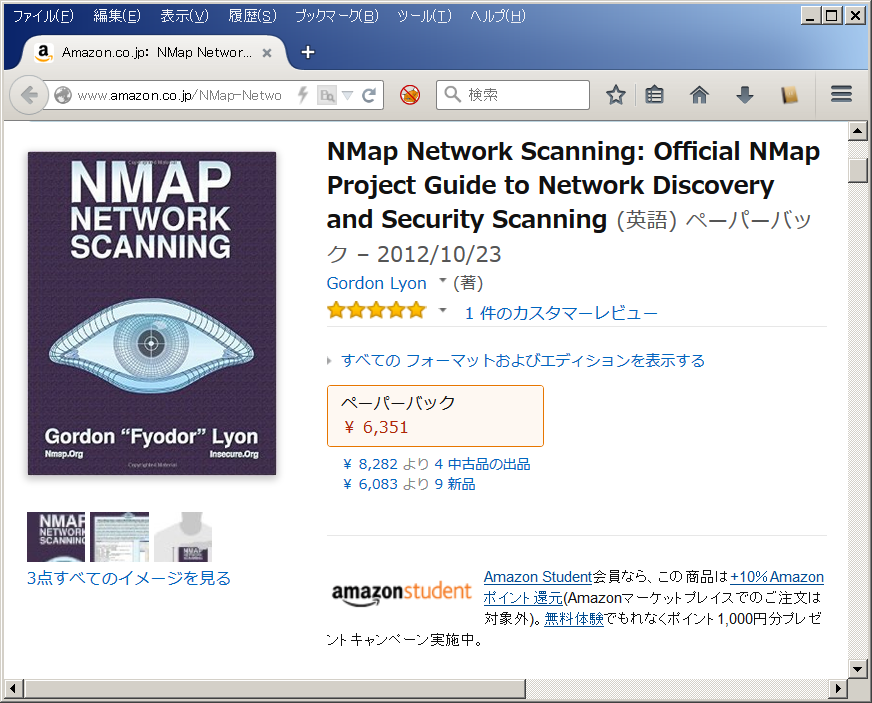 ファイル(F) 編集(E) 表示(V) 履歴(S) ブックマーク(B) ツール(T) ヘルプ(H)
Amazon.co.jp: NMap Networ...
www.amazon.co.jp/NMap-Netwo
検索
NMAP
NETWORK
SCANNING
Gordon “Fyodor” Lyon
Nmap.Org Insecure.Org
Copyrighted Material
3点すべてのイメージを見る
NMap Network Scanning: Official NMap
Project Guide to Network Discovery
and Security Scanning (英語) ペーパーバッ
ク – 2012/10/23
Gordon Lyon (著)
1 件のカスタマーレビュー
すべての フォーマットおよびエディションを表示する
ペーパーバック
¥ 6,351
¥ 8,282 より 4 中古品の出品
¥ 6,083 より 9 新品
amazonstudent
Amazon Student会員なら、この商品は+10%Amazon
ポイント還元(Amazonマーケットプレイスでのご注文は
対象外)。無料体験でもれなくポイント1,000円分プレゼ
ントキャンペーン実施中。